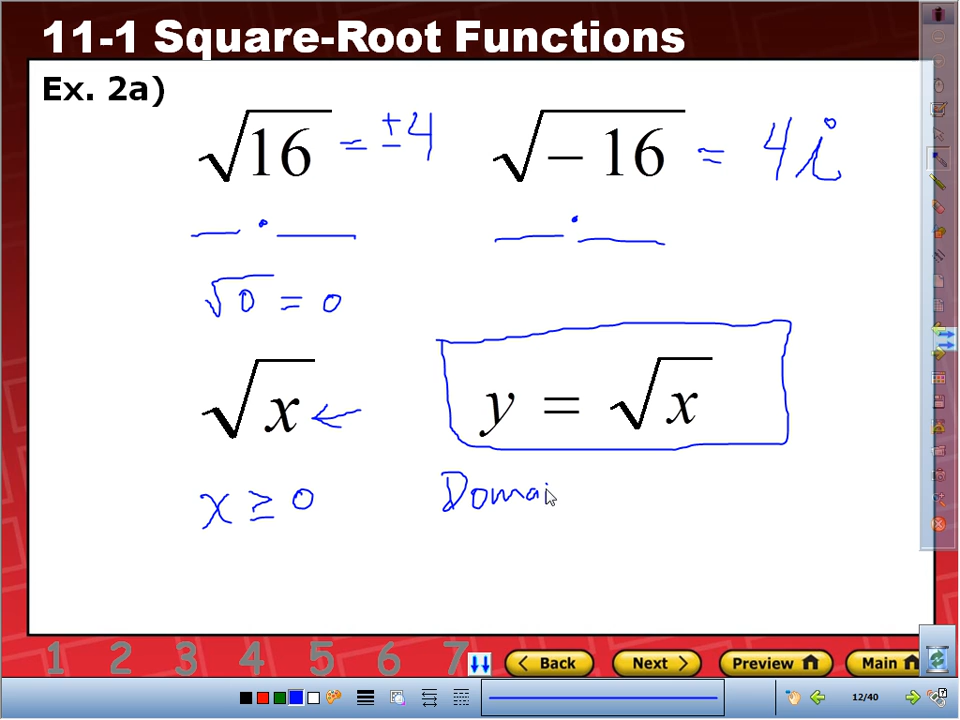 11-1 Square-Root Functions
Ex. 2a)
√16 = ±4
√− 16 = 4i
√0 = 0
√x ←
y = √x
x ≥ 0
Domai
1 2 3 4 5 6 7
< Back
Next >
Preview
Main
12/40